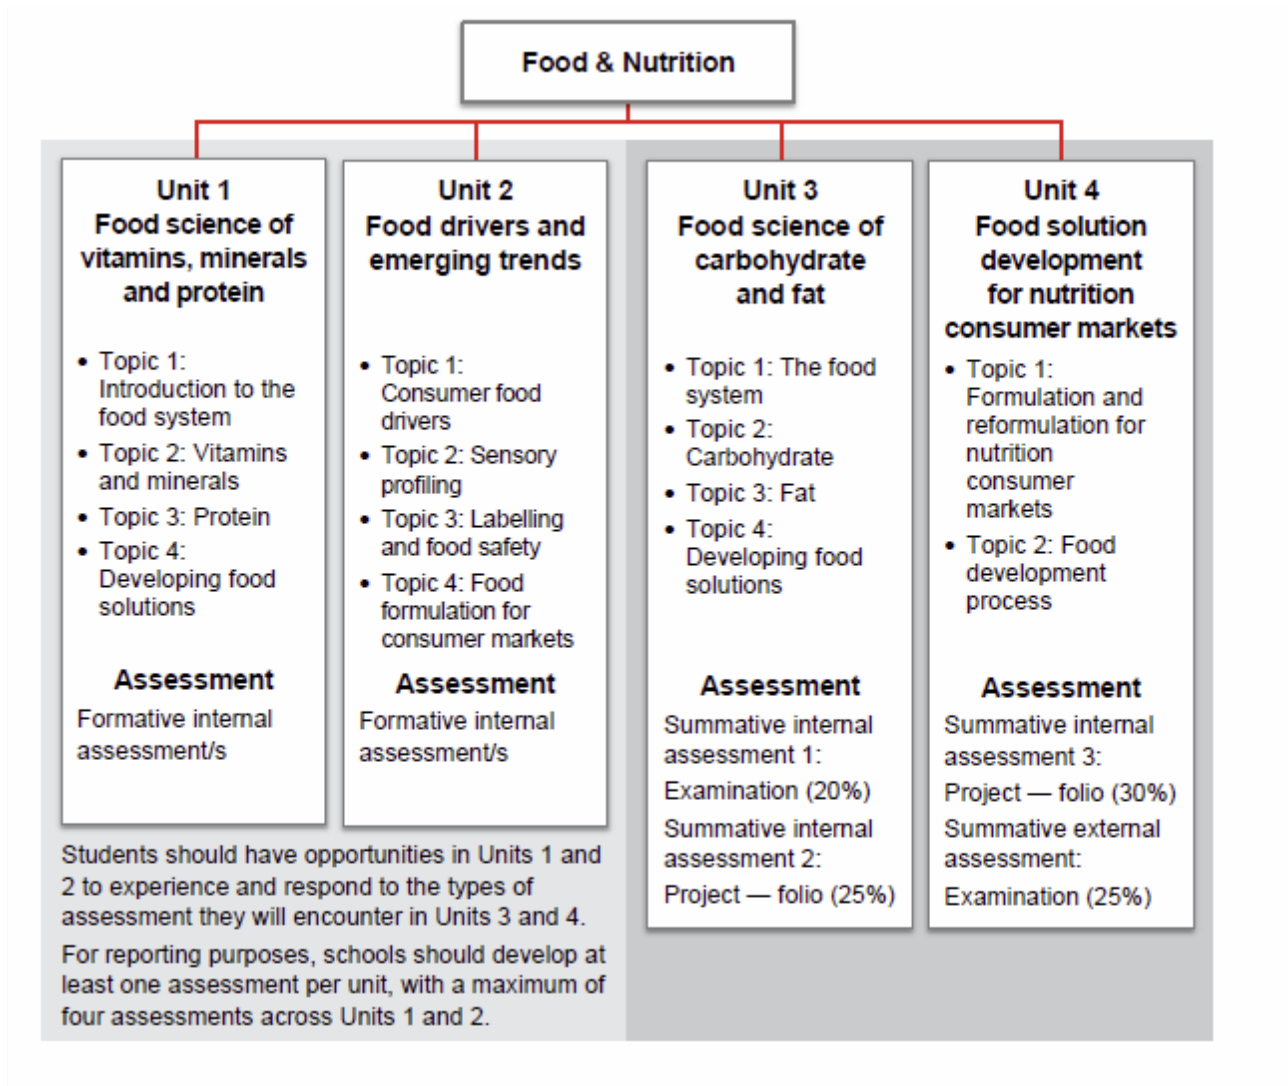 Food & Nutrition
Unit 1
Food science of
vitamins, minerals
and protein
• Topic 1:
Introduction to the
food system
• Topic 2: Vitamins
and minerals
• Topic 3: Protein
• Topic 4:
Developing food
solutions
Assessment
Formative internal
assessment/s
Unit 2
Food drivers and
emerging trends
• Topic 1:
Consumer food
drivers
• Topic 2: Sensory
profiling
• Topic 3: Labelling
and food safety
• Topic 4: Food
formulation for
consumer markets
Assessment
Formative internal
assessment/s
Students should have opportunities in Units 1 and
2 to experience and respond to the types of
assessment they will encounter in Units 3 and 4.
For reporting purposes, schools should develop at
least one assessment per unit, with a maximum of
four assessments across Units 1 and 2.
Unit 3
Food science of
carbohydrate
and fat
• Topic 1: The food
system
• Topic 2:
Carbohydrate
• Topic 3: Fat
• Topic 4:
Developing food
solutions
Assessment
Summative internal
assessment 1:
Examination (20%)
Summative internal
assessment 2:
Project — folio (25%)
Unit 4
Food solution
development
for nutrition
consumer markets
• Topic 1:
Formulation and
reformulation for
nutrition
consumer
markets
• Topic 2: Food
development
process
Assessment
Summative internal
assessment 3:
Project — folio (30%)
Summative external
assessment:
Examination (25%)